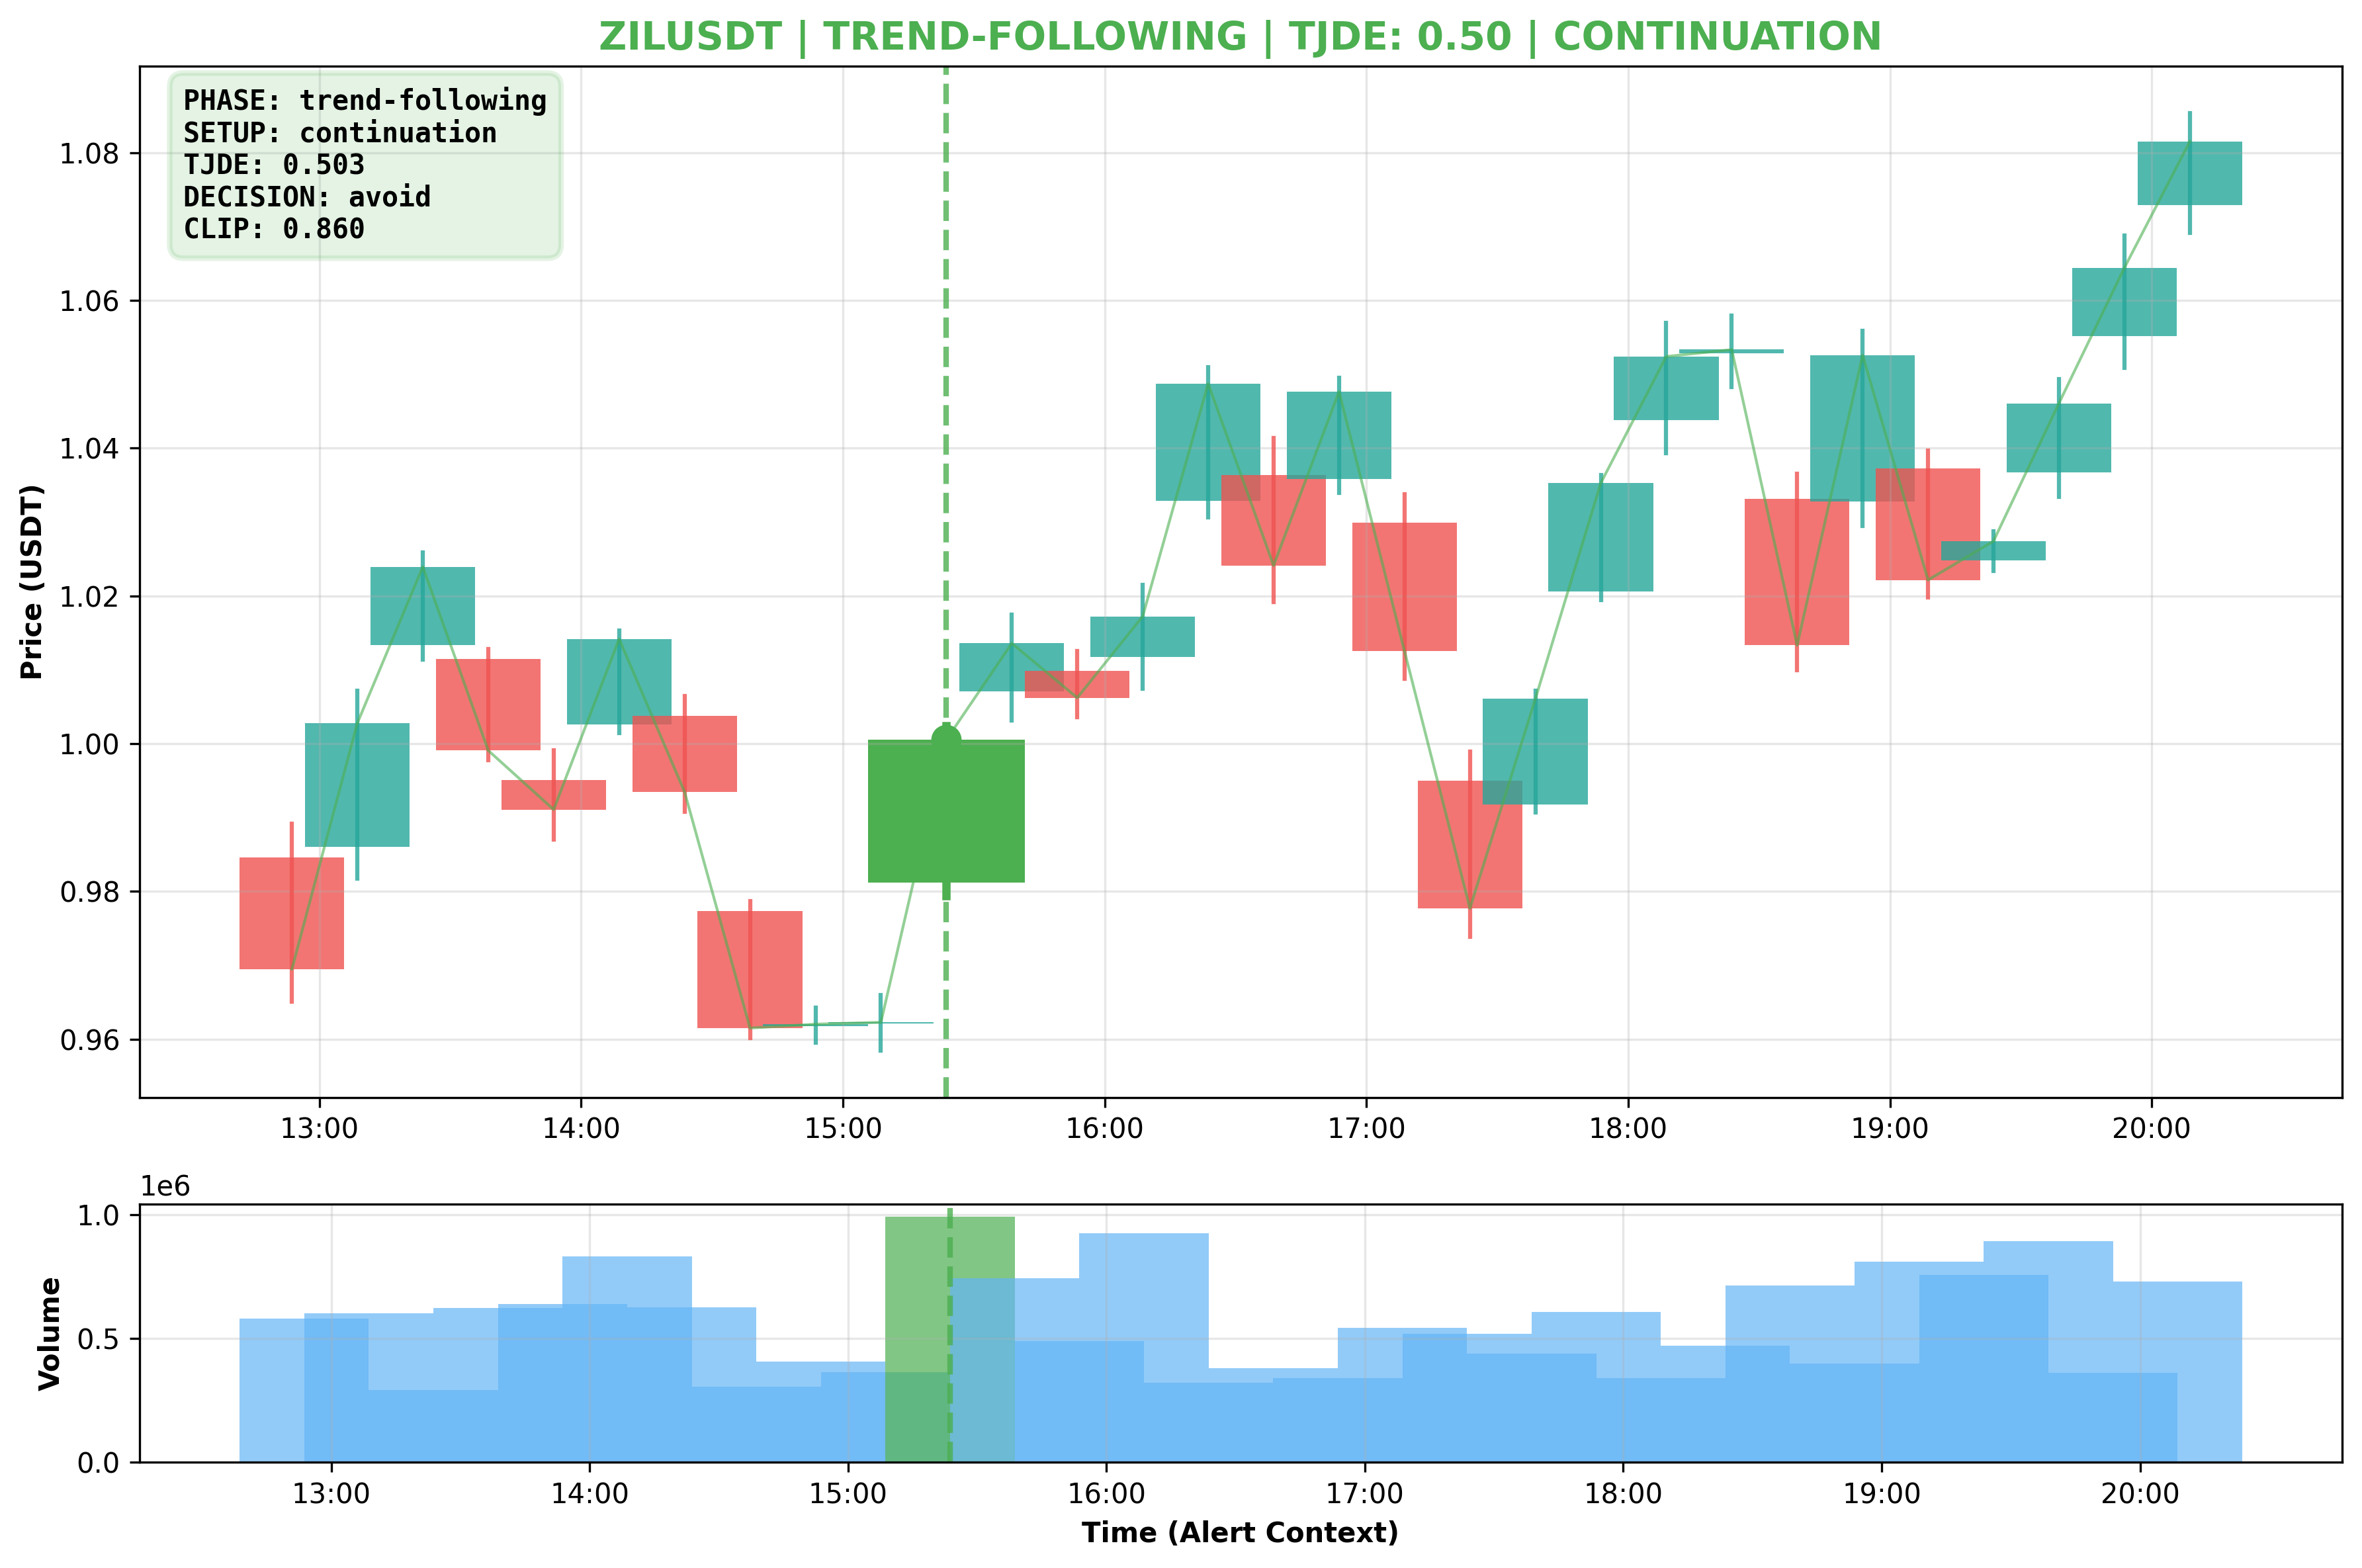 ZILUSDT | TREND-FOLLOWING | TJDE: 0.50 | CONTINUATION
PHASE: trend-following
SETUP: continuation
TJDE: 0.503
DECISION: avoid
CLIP: 0.860
Price (USDT)
1.08
1.06
1.04
1.02
1.00
0.98
0.96
13:00 14:00 15:00 16:00 17:00 18:00 19:00 20:00
1e6
Volume
1.0
0.5
0.0
13:00 14:00 15:00 16:00 17:00 18:00 19:00 20:00
Time (Alert Context)